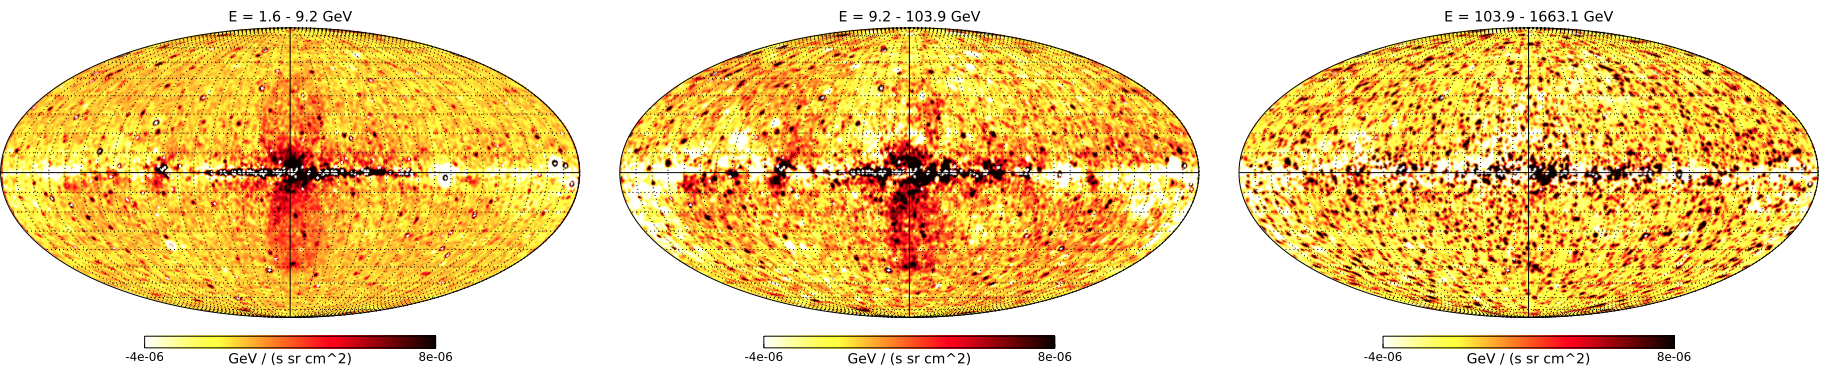 E = 1.6 - 9.2 GeV
-4e-06 8e-06
GeV / (s sr cm^2)
E = 9.2 - 103.9 GeV
-4e-06 8e-06
GeV / (s sr cm^2)
E = 103.9 - 1663.1 GeV
-4e-06 8e-06
GeV / (s sr cm^2)